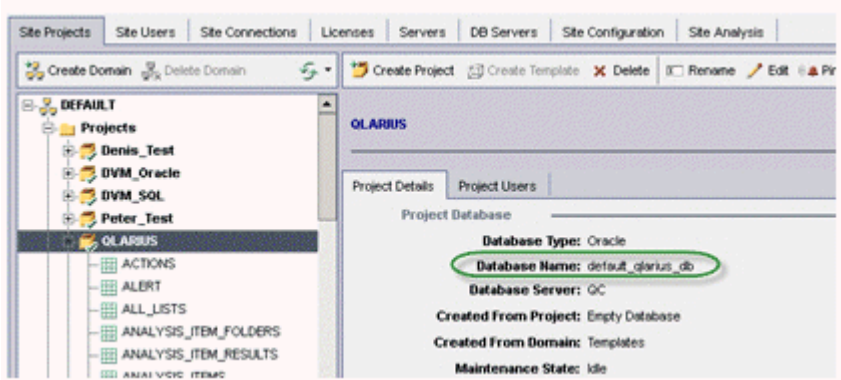 Site Projects Site Users Site Connections Licenses Servers DB Servers Site Configuration Site Analysis
Create Domain Delete Domain Create Project Create Template Delete Rename Edit Pin
DEFAULT
Projects
Denis_Test
DVM_Oracle
DVM_SQL
Peter_Test
QLARIUS
ACTIONS
ALERT
ALL_LISTS
ANALYSIS_ITEM_FOLDERS
ANALYSIS_ITEM_RESULTS
ANALYSIS_ITEMS
QLARIUS
Project Details Project Users
Project Database
Database Type: Oracle
Database Name: default_qlarius_db
Database Server: QC
Created From Project: Empty Database
Created From Domain: Templates
Maintenance State: Idle